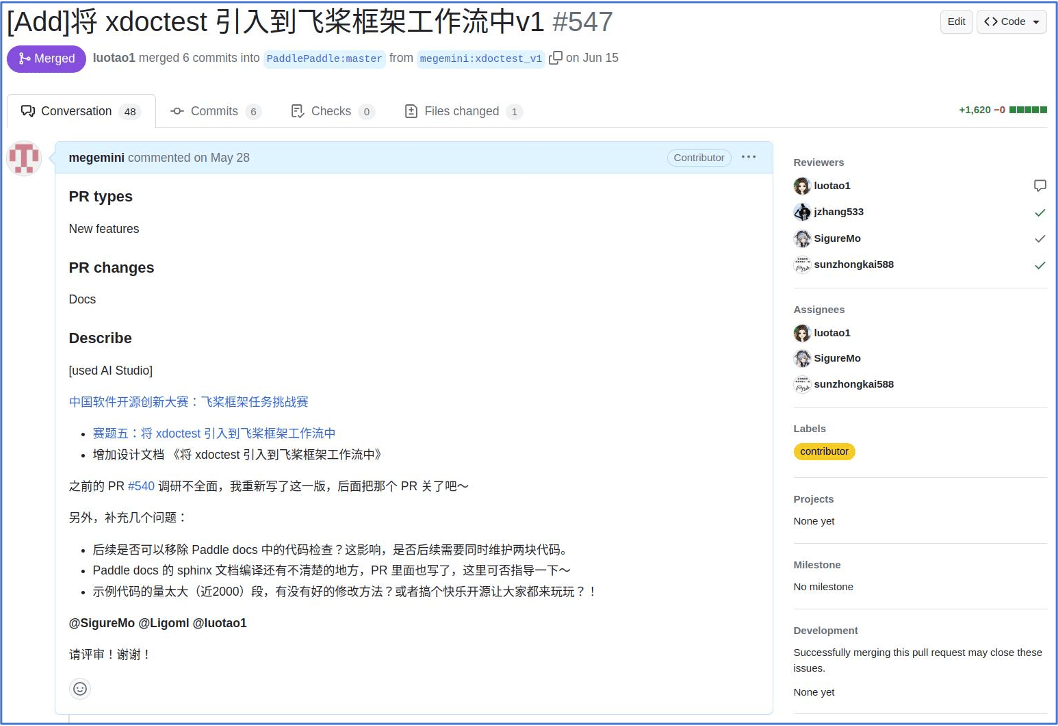 [Add]将 xdoctest 引入到飞桨框架工作流中v1 #547
Edit
Code
Merged
luotao1 merged 6 commits into PaddlePaddle:master from megemini:xdoctest_v1 on Jun 15
Conversation 48
Commits 6
Checks 0
Files changed 1
+1,620 −0
megemini commented on May 28
Contributor
PR types
New features
PR changes
Docs
Describe
[used AI Studio]
中国软件开源创新大赛：飞桨框架任务挑战赛
赛题五：将 xdoctest 引入到飞桨框架工作流中
增加设计文档 《将 xdoctest 引入到飞桨框架工作流中》
之前的 PR #540 调研不全面，我重新写了这一版，后面把那个 PR 关了吧～
另外，补充几个问题：
后续是否可以移除 Paddle docs 中的代码检查？这影响，是否后续需要同时维护两块代码。
Paddle docs 的 sphinx 文档编译还有不清楚的地方，PR 里面也写了，这里可否指导一下～
示例代码的量太大（近2000）段，有没有好的修改方法？或者搞个快乐开源让大家都来玩玩？！
@SigureMo @Ligoml @luotao1
请评审！谢谢！
Reviewers
luotao1
jzhang533
SigureMo
sunzhongkai588
Assignees
luotao1
SigureMo
sunzhongkai588
Labels
contributor
Projects
None yet
Milestone
No milestone
Development
Successfully merging this pull request may close these
issues.
None yet